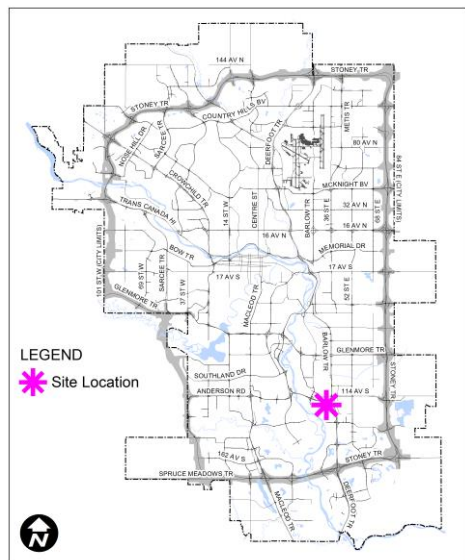 144 AV N
STONEY TR
STONEY TR
COUNTRY HILLS BV
METIS TR
NOSE HILL DR
SARCEE TR
DEERFOOT TR
80 AV N
CROWCHILD TR
MCKNIGHT BV
84 ST E (CITY LIMITS)
TRANS CANADA HI
14 ST W
CENTRE ST
BARLOW TR
36 ST E
32 AV N
68 ST E
16 AV N
16 AV N
101 ST W (CITY LIMITS)
BOW TR
MEMORIAL DR
69 ST W
SARCEE TR
37 ST W
17 AV S
17 AV S
GLENMORE TR
MACLEOD TR
52 ST E
BARLOW TR
LEGEND
GLENMORE TR
Site Location
SOUTHLAND DR
STONEY TR
ANDERSON RD
114 AV S
162 AV S
STONEY TR
SPRUCE MEADOWS TR
MACLEOD TR
DEERFOOT TR
N